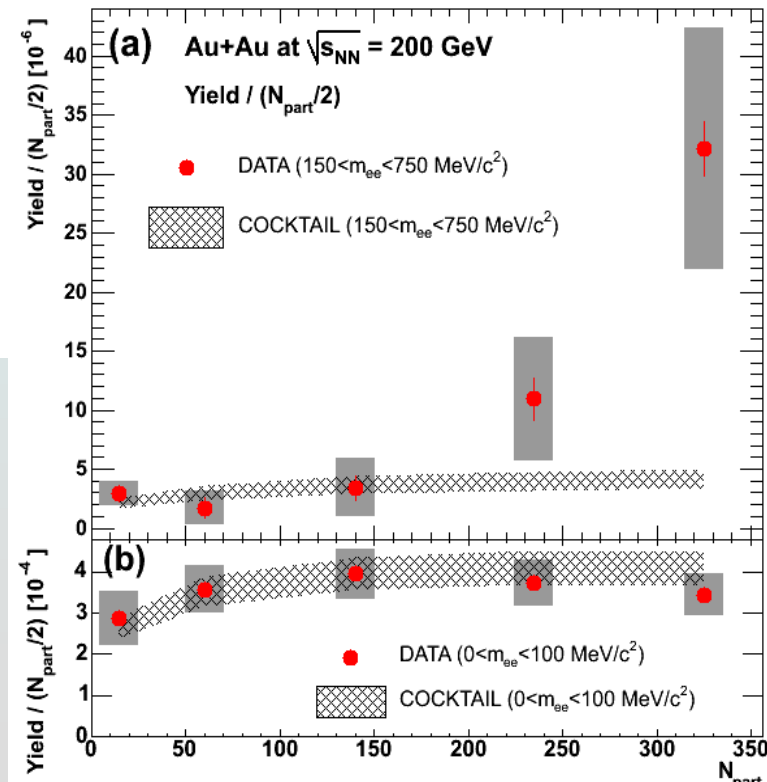 (a) Au+Au at √sNN = 200 GeV
Yield / (Npart/2)
DATA (150<mee<750 MeV/c²)
COCKTAIL (150<mee<750 MeV/c²)
Yield / (Npart/2) [10⁻⁶]
40
35
30
25
20
15
10
5
0
(b)
DATA (0<mee<100 MeV/c²)
COCKTAIL (0<mee<100 MeV/c²)
Yield / (Npart/2) [10⁻⁴]
4
3
2
1
0
0 50 100 150 200 250 300 350
Npart